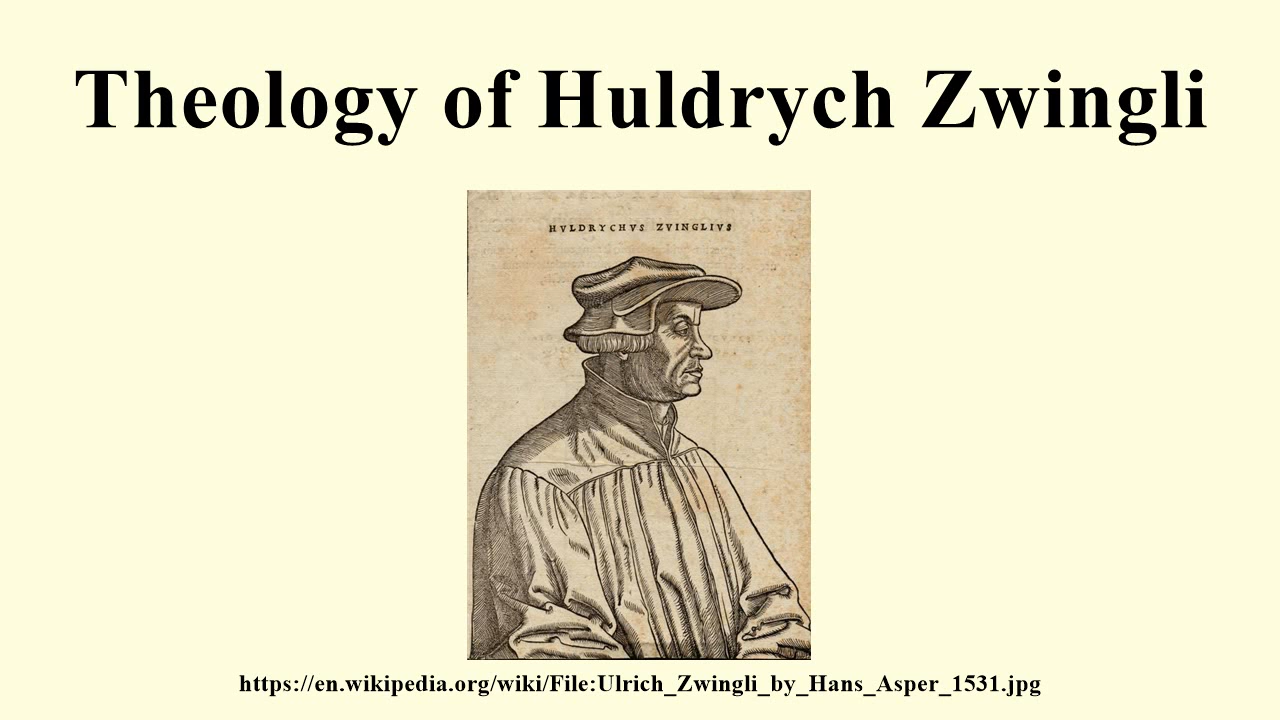 Theology of Huldrych Zwingli
HVLDRYCHVS ZVINGLIVS
https://en.wikipedia.org/wiki/File:Ulrich_Zwingli_by_Hans_Asper_1531.jpg